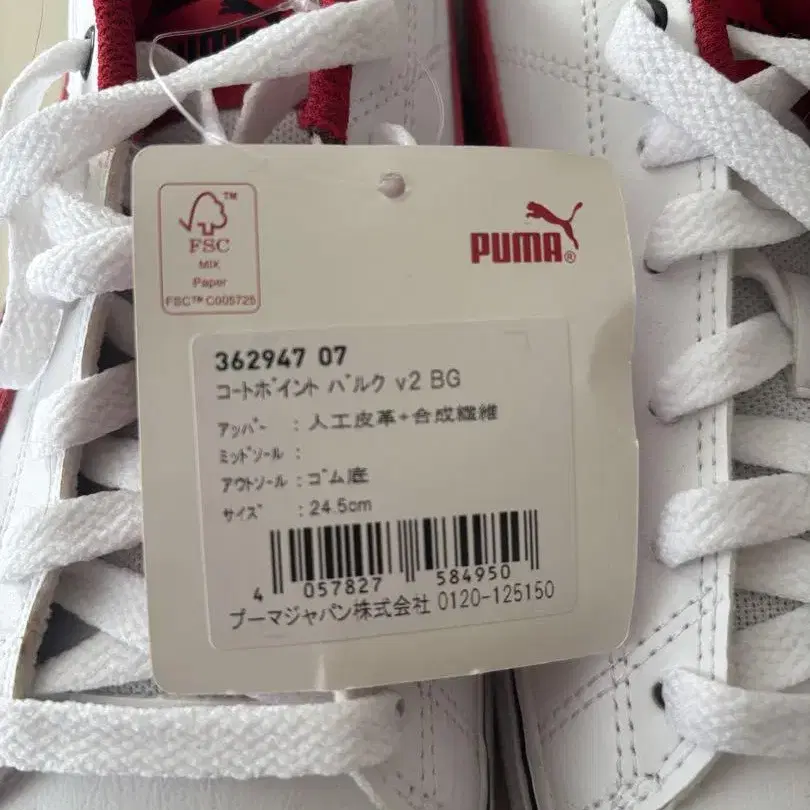 FSC
MIX
Paper
FSC™ C005725
PUMA®
362947 07
コートポイント バルク v2 BG
アッパー : 人工皮革+合成繊維
ミッドソール :
アウトソール : ゴム底
サイズ : 24.5cm
4 057827 584950
プーマジャパン株式会社 0120-125150